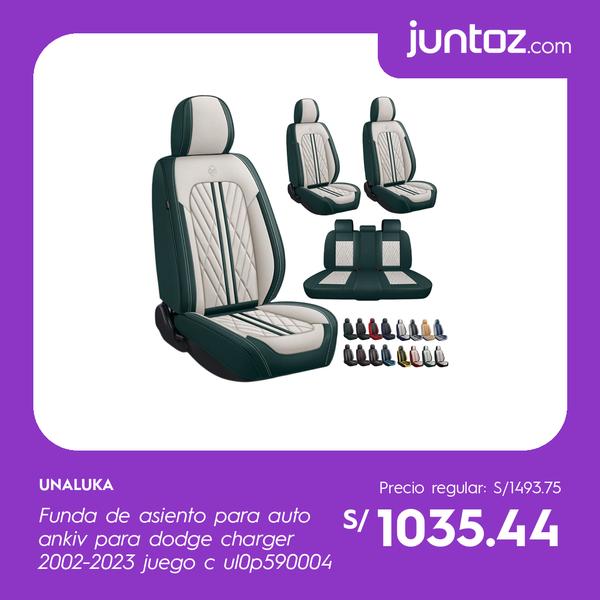 juntoz.com
UNALUKA
Funda de asiento para auto
ankiv para dodge charger
2002-2023 juego c ul0p590004
Precio regular: S/1493.75
S/1035.44